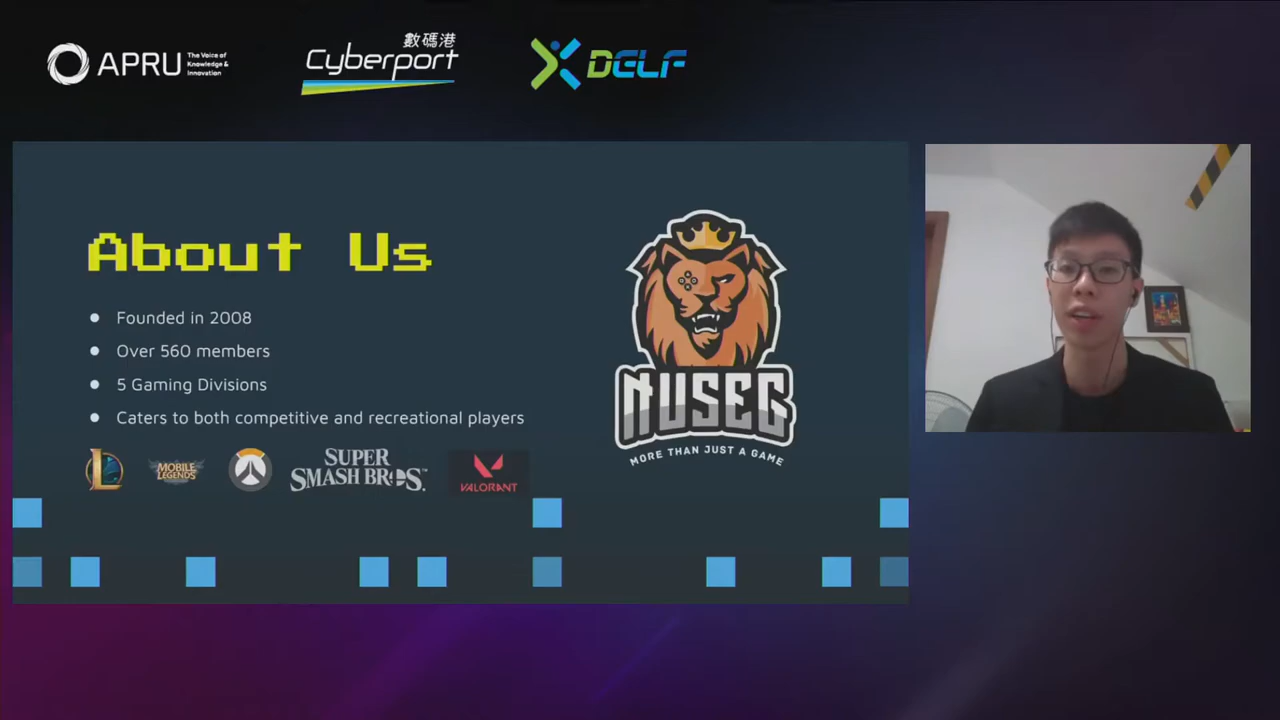 APRU
The Voice of
Knowledge &
Innovation
數碼港
Cyberport
DELF
About Us
Founded in 2008
Over 560 members
5 Gaming Divisions
Caters to both competitive and recreational players
L
MOBILE
LEGENDS
SUPER
SMASH BROS.™
VALORANT
NUSEG
MORE THAN JUST A GAME